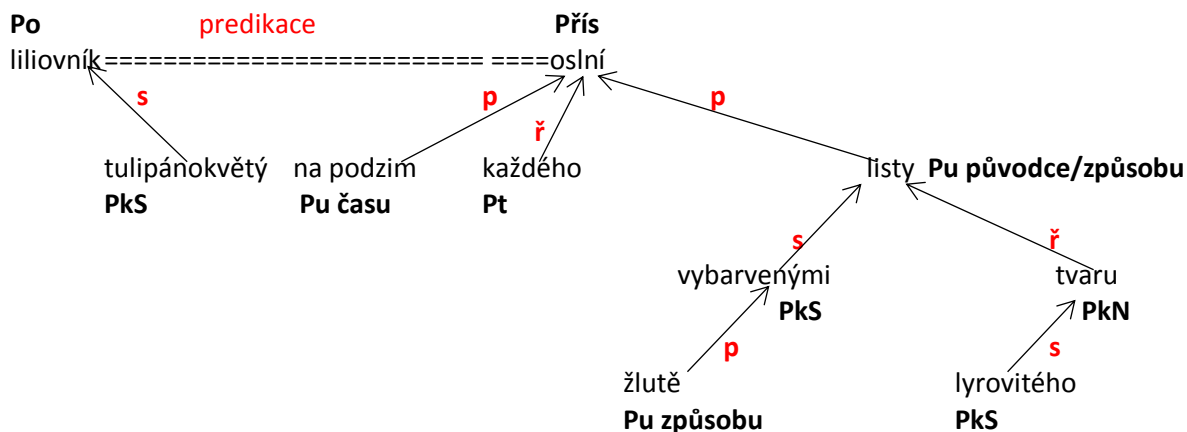 Po predikace Přís
liliovník========================== ====oslní
s p ř p
tulipánokvětý na podzim každého listy Pu původce/způsobu
PkS Pu času Pt
s ř
vybarvenými tvaru
PkS PkN
p s
žlutě lyrovitého
Pu způsobu PkS